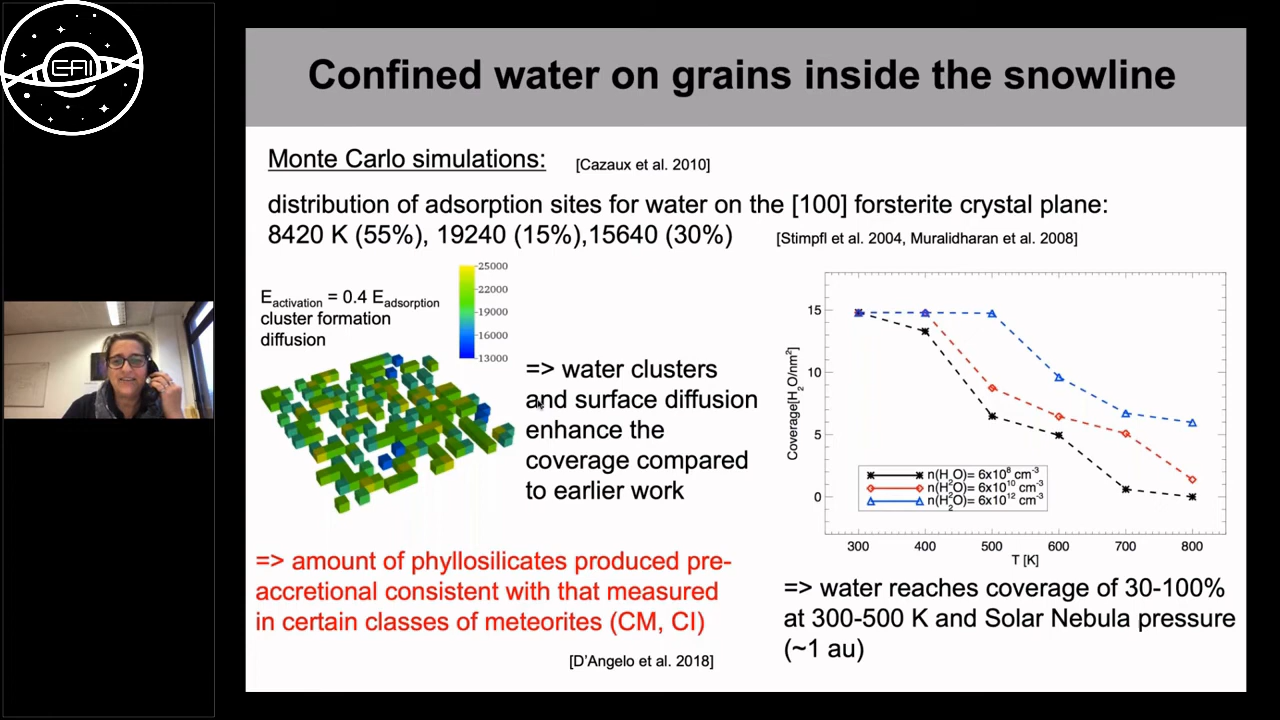 EAI
Confined water on grains inside the snowline
Monte Carlo simulations: [Cazaux et al. 2010]
distribution of adsorption sites for water on the [100] forsterite crystal plane:
8420 K (55%), 19240 (15%),15640 (30%) [Stimpfl et al. 2004, Muralidharan et al. 2008]
E activation = 0.4 E adsorption
cluster formation
diffusion
25000
22000
19000
16000
13000
=> water clusters
and surface diffusion
enhance the
coverage compared
to earlier work
=> amount of phyllosilicates produced pre-
accretional consistent with that measured
in certain classes of meteorites (CM, CI)
[D’Angelo et al. 2018]
Coverage[H2O/nm²]
15
10
5
0
n(H2O)= 6x10⁸ cm⁻³
n(H2O)= 6x10¹⁰ cm⁻³
n(H2O)= 6x10¹² cm⁻³
300 400 500 600 700 800
T [K]
=> water reaches coverage of 30-100%
at 300-500 K and Solar Nebula pressure
(~1 au)